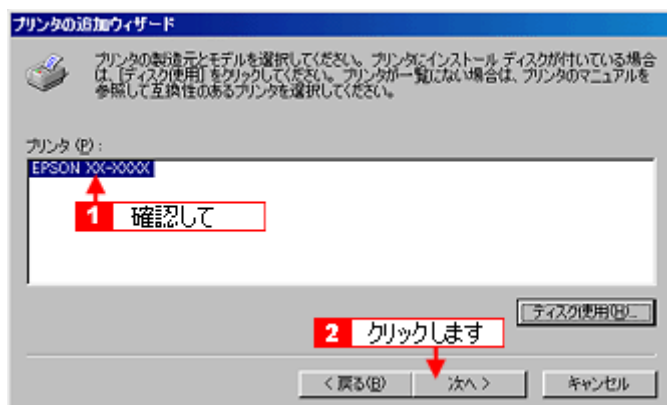 プリンタの追加ウィザード
プリンタの製造元とモデルを選択してください。プリンタにインストール ディスクが付いている場合
は、[ディスク使用] をクリックしてください。プリンタが一覧にない場合は、プリンタのマニュアルを
参照して互換性のあるプリンタを選択してください。
プリンタ (P) :
EPSON XX-XXXX
1 確認して
ディスク使用(H)...
2 クリックします
< 戻る(B) 次へ > キャンセル